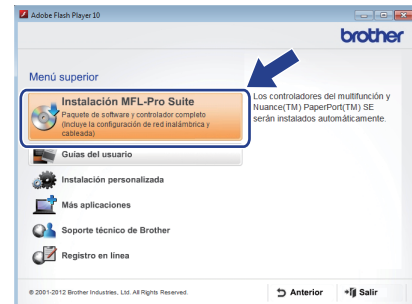 Adobe Flash Player 10
brother
Menú superior
Instalación MFL-Pro Suite
Paquete de software y controlador completo
(Incluye la configuración de red inalámbrica y
cableada)
Los controladores del multifunción y
Nuance(TM) PaperPort(TM) SE
serán instalados automáticamente.
Guías del usuario
Instalación personalizada
Más aplicaciones
Soporte técnico de Brother
Registro en línea
© 2001-2012 Brother Industries, Ltd. All Rights Reserved.
Anterior
Salir